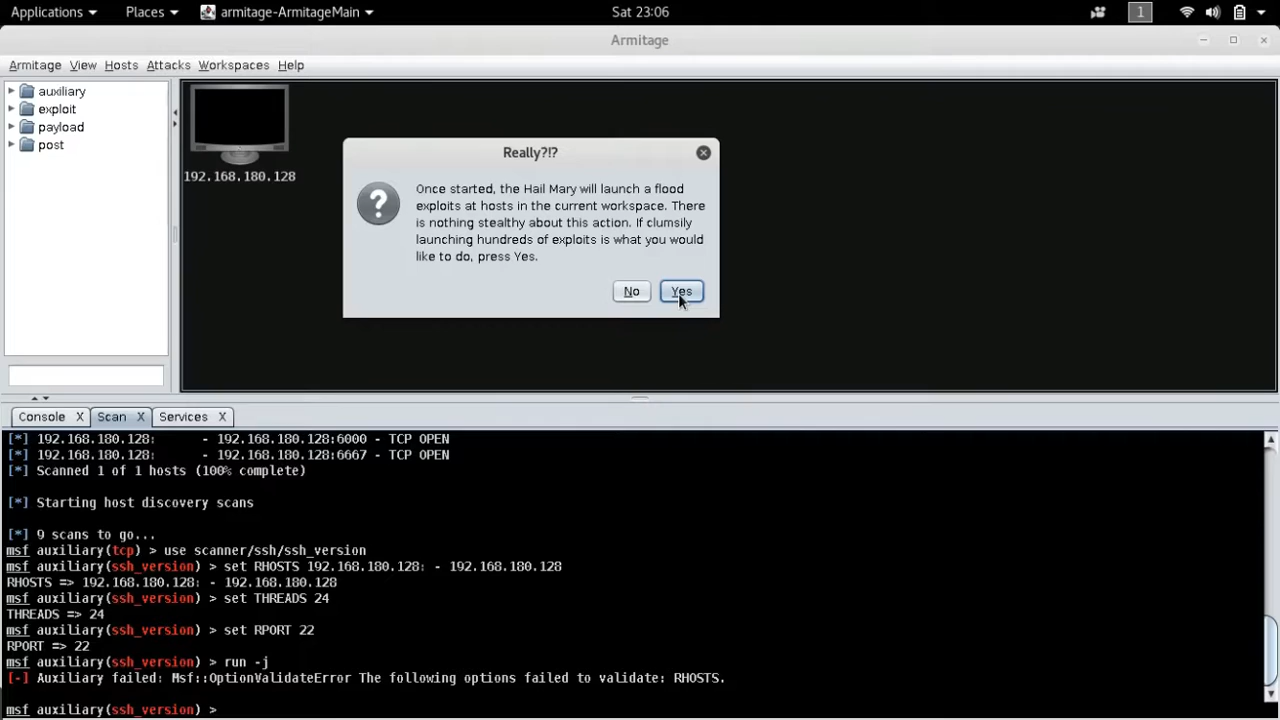 Applications Places armitage-ArmitageMain Sat 23:06 1
Armitage
Armitage View Hosts Attacks Workspaces Help
auxiliary
exploit
payload
post
192.168.180.128
Really?!?
Once started, the Hail Mary will launch a flood
exploits at hosts in the current workspace. There
is nothing stealthy about this action. If clumsily
launching hundreds of exploits is what you would
like to do, press Yes.
No Yes
Console X Scan X Services X
[*] 192.168.180.128: - 192.168.180.128:6000 - TCP OPEN
[*] 192.168.180.128: - 192.168.180.128:6667 - TCP OPEN
[*] Scanned 1 of 1 hosts (100% complete)
[*] Starting host discovery scans
[*] 9 scans to go...
msf auxiliary(tcp) > use scanner/ssh/ssh_version
msf auxiliary(ssh_version) > set RHOSTS 192.168.180.128: - 192.168.180.128
RHOSTS => 192.168.180.128: - 192.168.180.128
msf auxiliary(ssh_version) > set THREADS 24
THREADS => 24
msf auxiliary(ssh_version) > set RPORT 22
RPORT => 22
msf auxiliary(ssh_version) > run -j
[-] Auxiliary failed: Msf::OptionValidateError The following options failed to validate: RHOSTS.
msf auxiliary(ssh_version) >